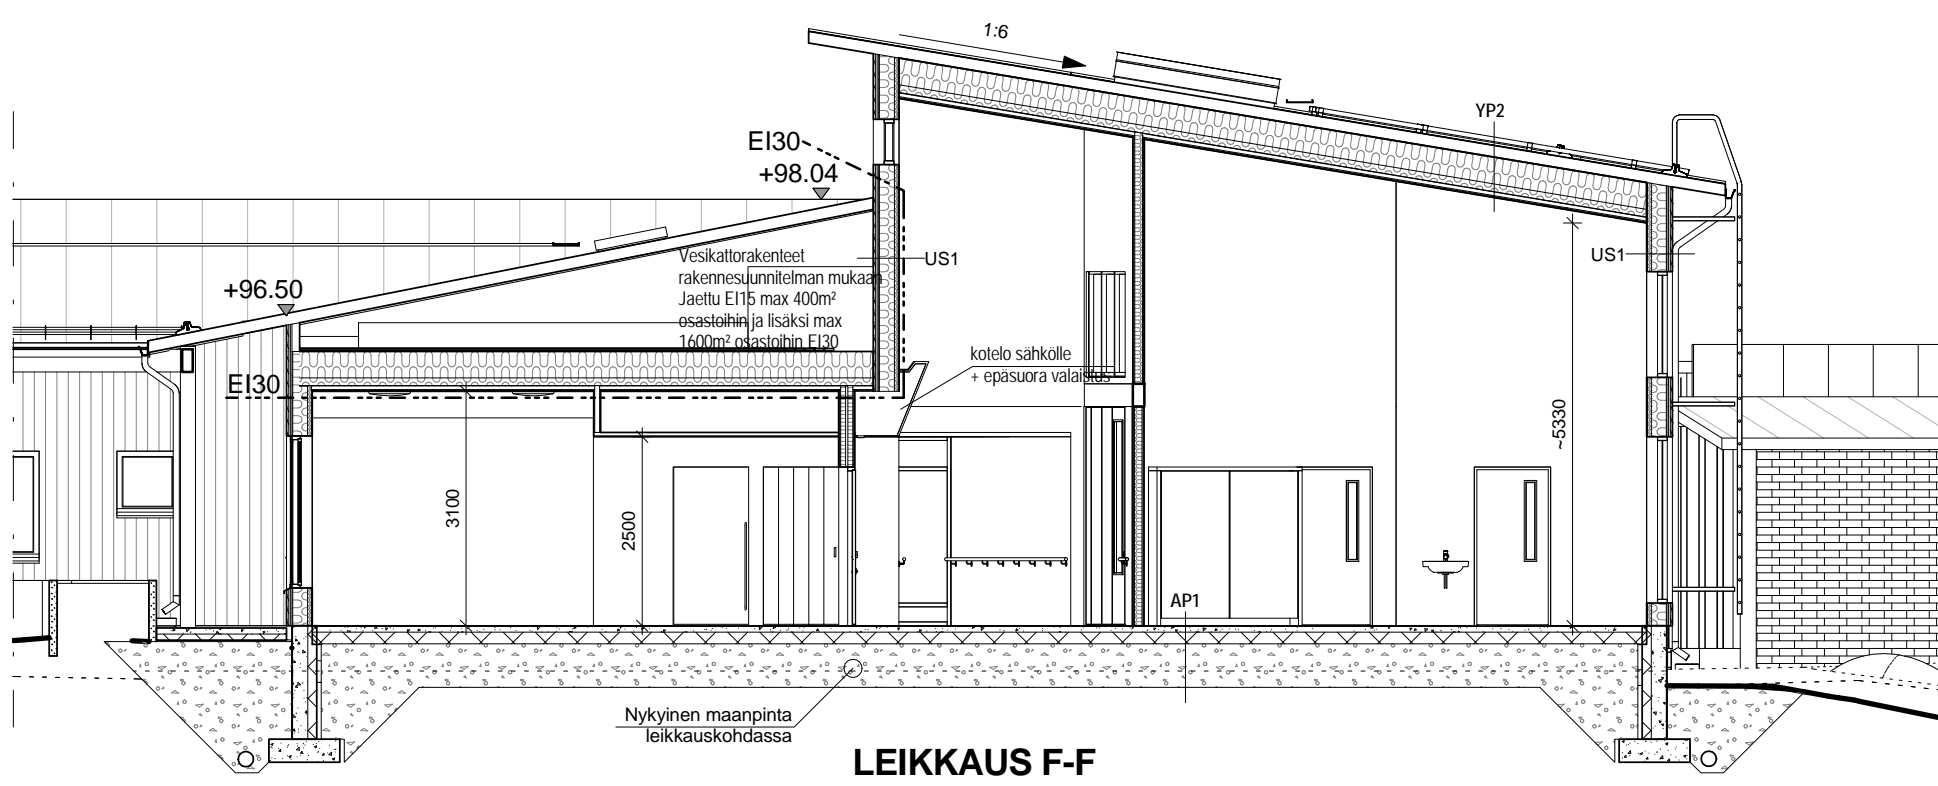 1:6
YP2
EI30
+98.04
US1
US1
Vesikattorakenteet
rakennesuunnitelman mukaan
Jaettu EI15 max 400m²
osastoihin ja lisäksi max
1600m² osastoihin EI30
+96.50
EI30
kotelo sähkölle
+ epäsuora valaistus
~5330
3100
2500
AP1
Nykyinen maanpinta
leikkauskohdassa
LEIKKAUS F-F